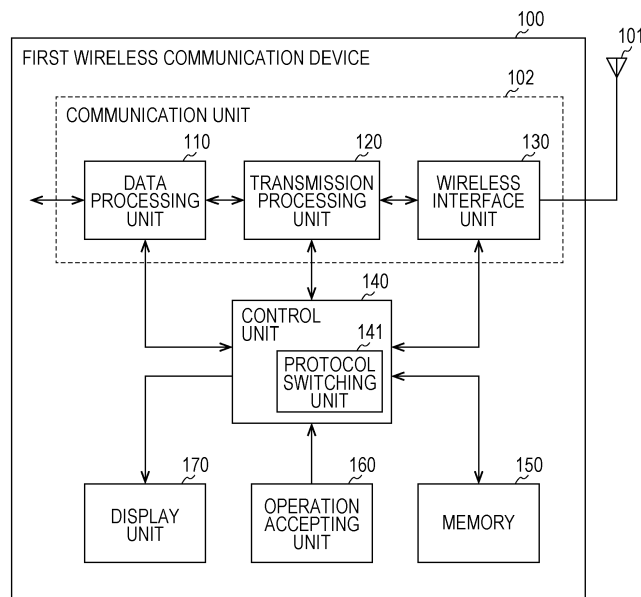 100
101
FIRST WIRELESS COMMUNICATION DEVICE
102
COMMUNICATION UNIT
110
DATA
PROCESSING
UNIT
120
TRANSMISSION
PROCESSING
UNIT
130
WIRELESS
INTERFACE
UNIT
140
CONTROL
UNIT
141
PROTOCOL
SWITCHING
UNIT
170
DISPLAY
UNIT
160
OPERATION
ACCEPTING
UNIT
150
MEMORY